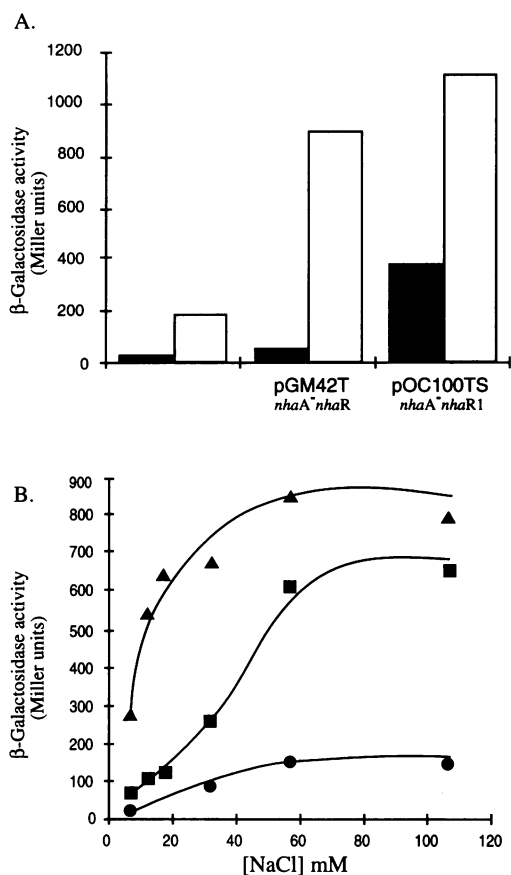 A.
β-Galactosidase activity
(Miller units)
1200
1000
800
600
400
200
0
pGM42T
pOC100TS
nhaA⁻nhaR
nhaA⁻nhaR1
B.
β-Galactosidase activity
(Miller units)
900
800
700
600
500
400
300
200
100
0
0
20
40
60
80
100
120
[NaCl] mM